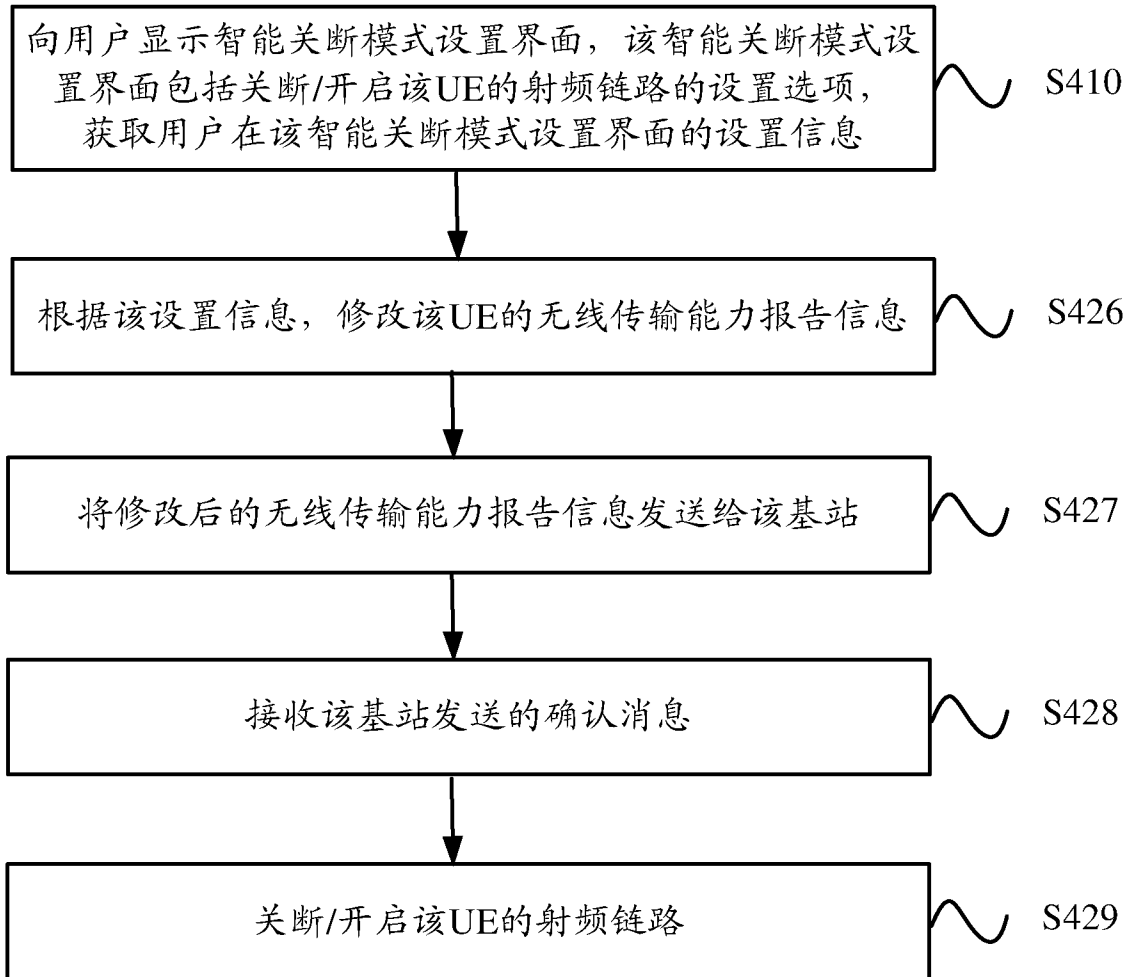 向用户显示智能关断模式设置界面，该智能关断模式设
置界面包括关断/开启该UE的射频链路的设置选项，
获取用户在该智能关断模式设置界面的设置信息
S410
根据该设置信息，修改该UE的无线传输能力报告信息
S426
将修改后的无线传输能力报告信息发送给该基站
S427
接收该基站发送的确认消息
S428
关断/开启该UE的射频链路
S429